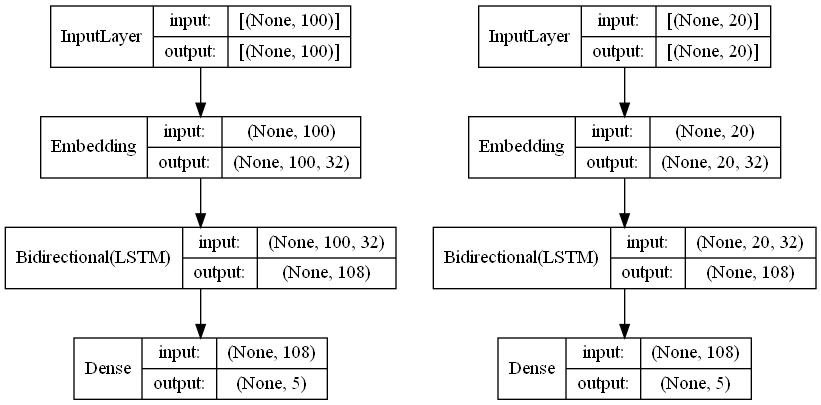 InputLayer
input: [(None, 100)]
output: [(None, 100)]
Embedding
input: (None, 100)
output: (None, 100, 32)
Bidirectional(LSTM)
input: (None, 100, 32)
output: (None, 108)
Dense
input: (None, 108)
output: (None, 5)
InputLayer
input: [(None, 20)]
output: [(None, 20)]
Embedding
input: (None, 20)
output: (None, 20, 32)
Bidirectional(LSTM)
input: (None, 20, 32)
output: (None, 108)
Dense
input: (None, 108)
output: (None, 5)